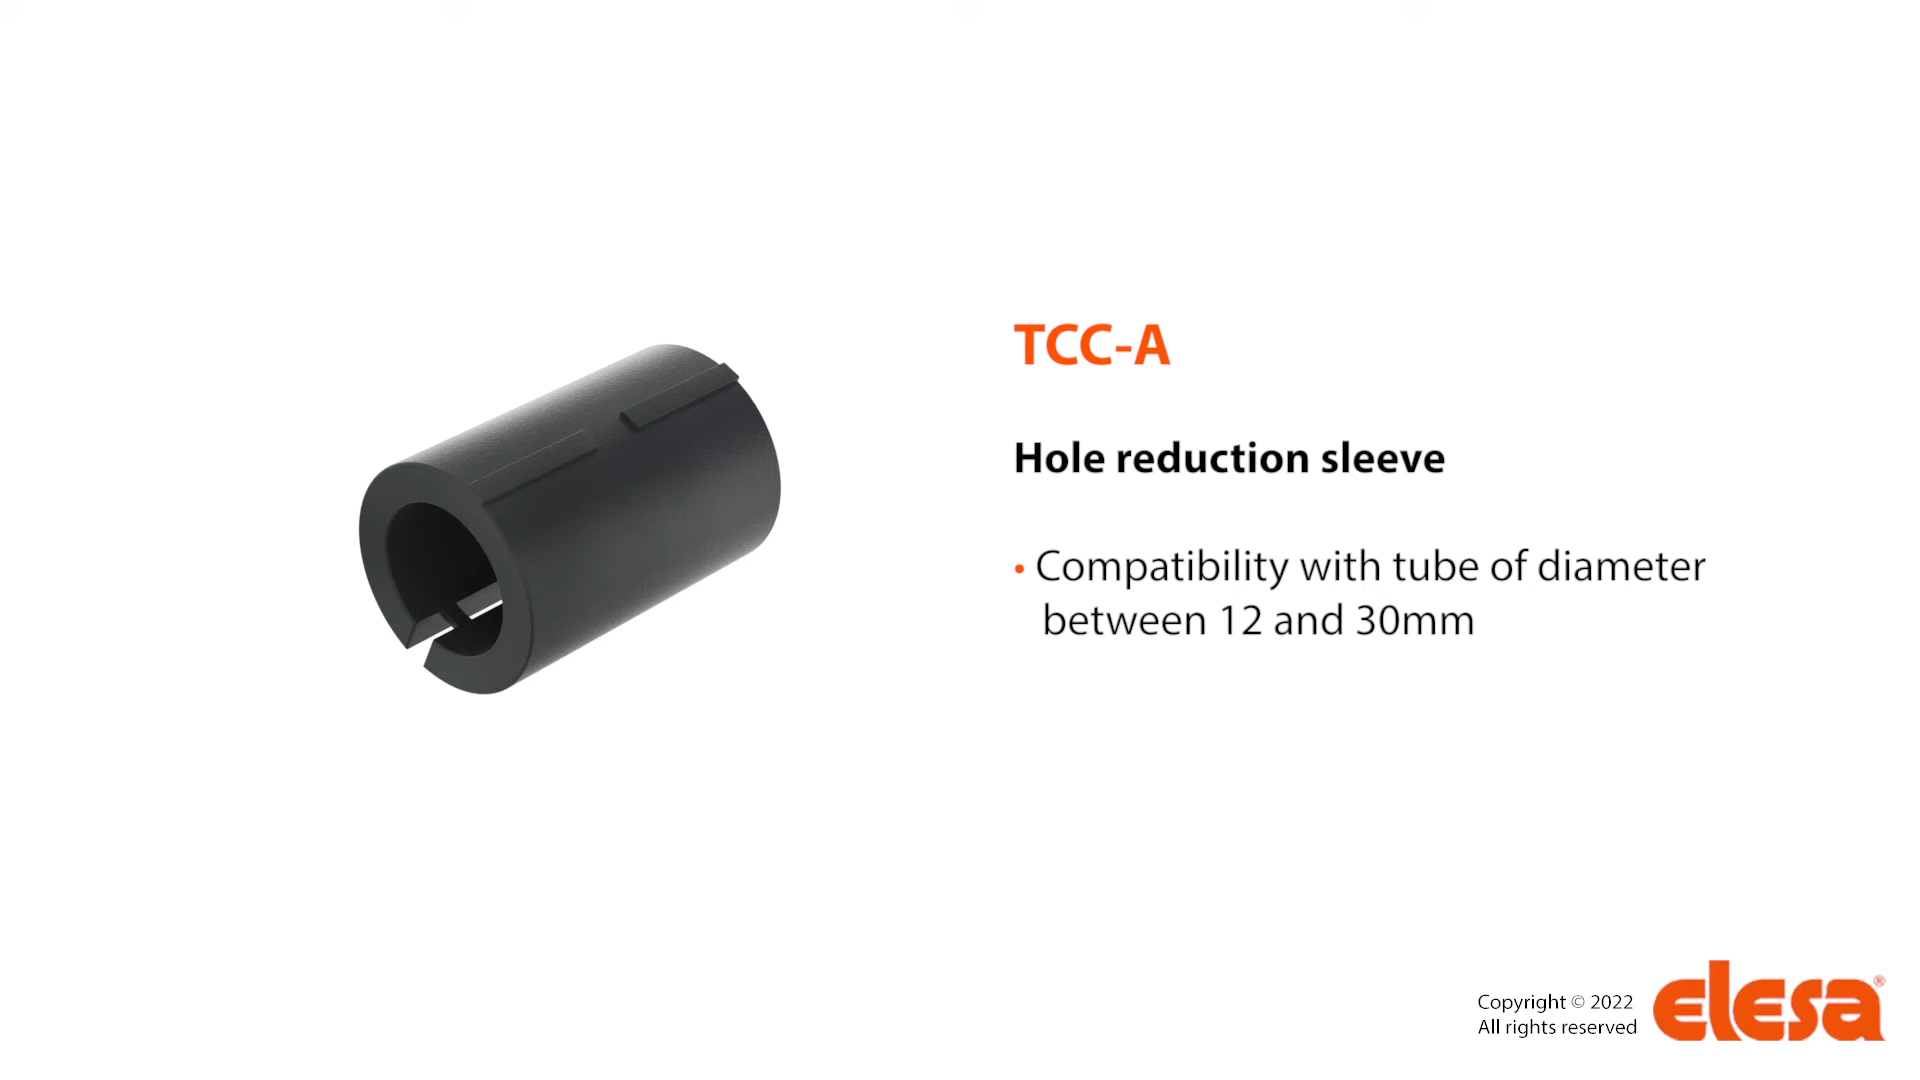 TCC-A
Hole reduction sleeve
• Compatibility with tube of diameter
between 12 and 30mm
Copyright © 2022
All rights reserved
elesa®